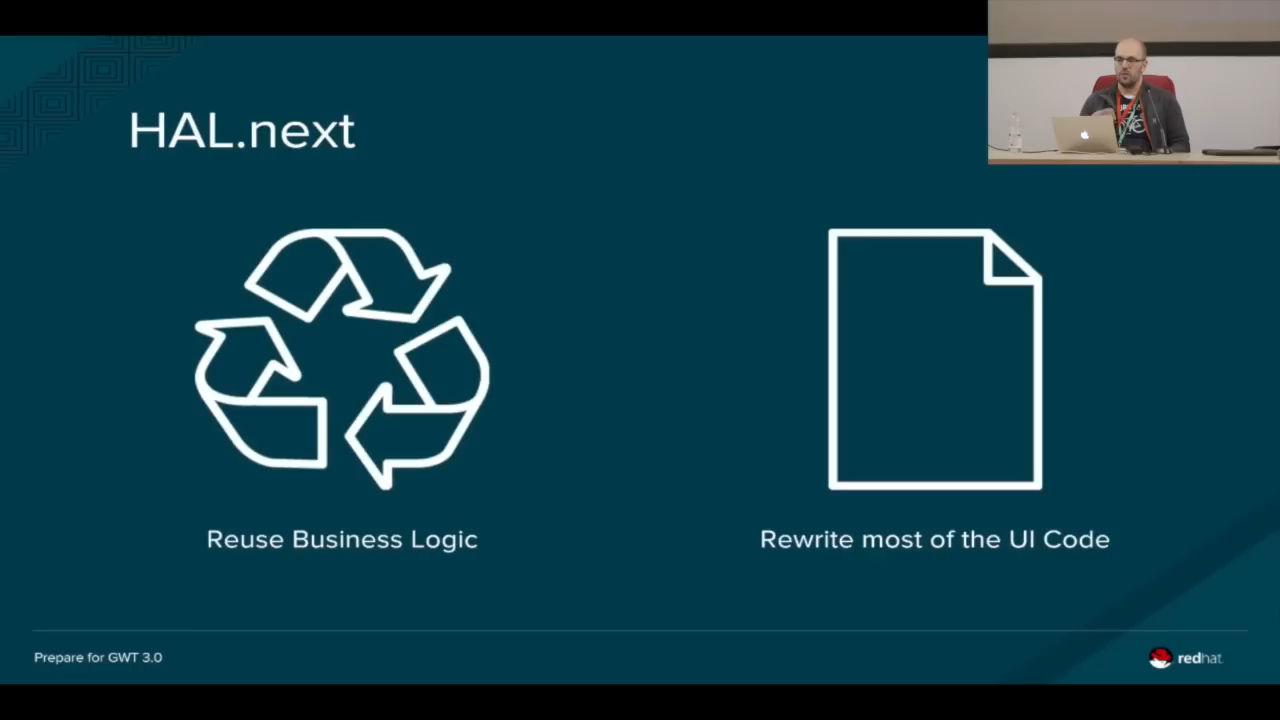 HAL.next
Reuse Business Logic
Rewrite most of the UI Code
Prepare for GWT 3.0
redhat.